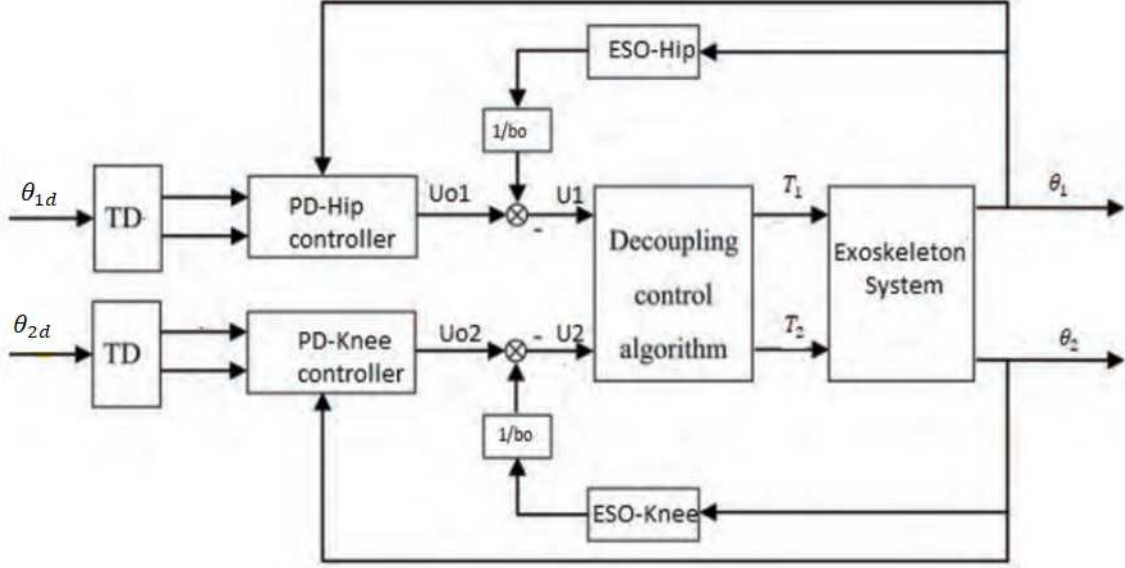 ESO-Hip
1/bo
θ1d
TD
PD-Hip
controller
Uo1
-
U1
Decoupling
control
algorithm
T1
T2
Exoskeleton
System
θ1
θ2
θ2d
TD
PD-Knee
controller
Uo2
-
U2
1/bo
ESO-Knee